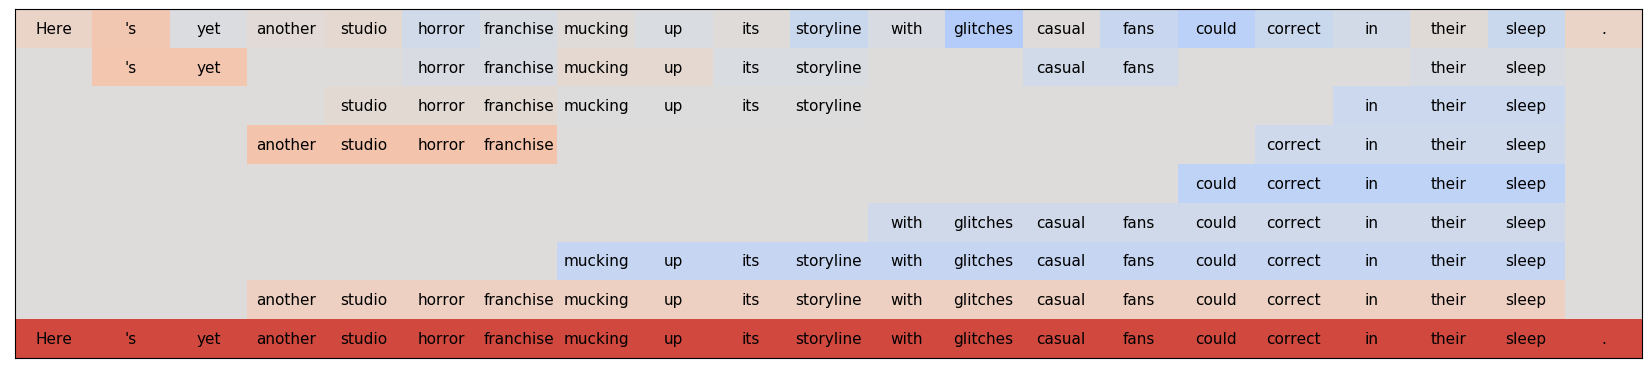 Here 's yet another studio horror franchise mucking up its storyline with glitches casual fans could correct in their sleep .
's yet horror franchise mucking up its storyline casual fans their sleep
studio horror franchise mucking up its storyline in their sleep
another studio horror franchise correct in their sleep
could correct in their sleep
with glitches casual fans could correct in their sleep
mucking up its storyline with glitches casual fans could correct in their sleep
another studio horror franchise mucking up its storyline with glitches casual fans could correct in their sleep
Here 's yet another studio horror franchise mucking up its storyline with glitches casual fans could correct in their sleep .